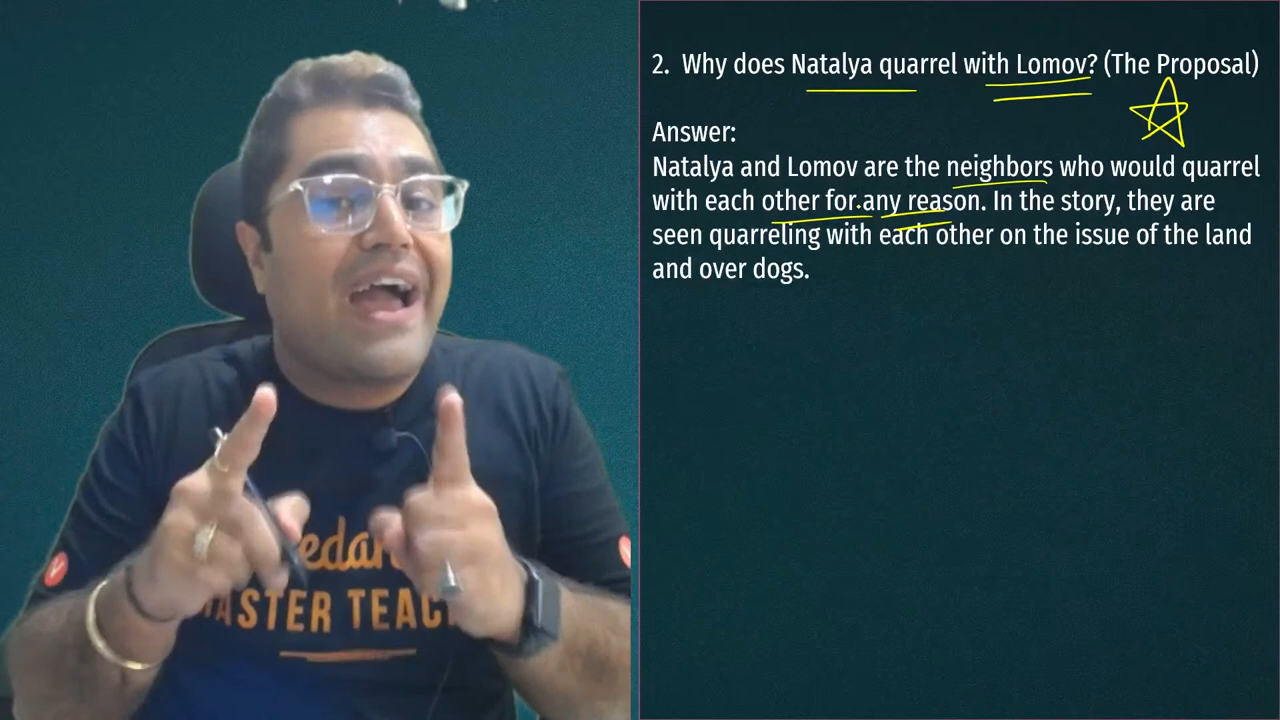 2. Why does Natalya quarrel with Lomov? (The Proposal)
Answer:
Natalya and Lomov are the neighbors who would quarrel
with each other for any reason. In the story, they are
seen quarreling with each other on the issue of the land
and over dogs.
V